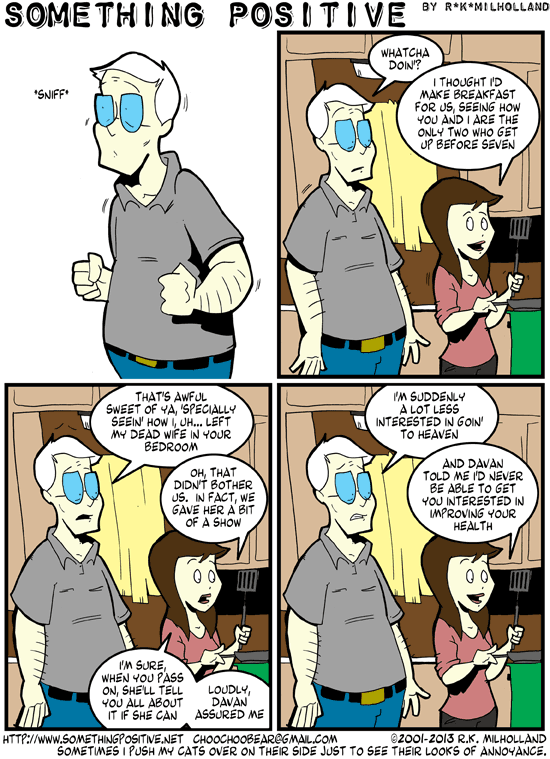 SOMETHING POSITIVE BY R*K*MILHOLLAND
*SNIFF*
WHATCHA
DOIN'?
I THOUGHT I'D
MAKE BREAKFAST
FOR US, SEEING HOW
YOU AND I ARE THE
ONLY TWO WHO GET
UP BEFORE SEVEN
THAT'S AWFUL
SWEET OF YA, 'SPECIALLY
SEEIN' HOW I, UH... LEFT
MY DEAD WIFE IN YOUR
BEDROOM
OH, THAT
DIDN'T BOTHER
US. IN FACT, WE
GAVE HER A BIT
OF A SHOW
I'M SURE,
WHEN YOU PASS
ON, SHE'LL TELL
YOU ALL ABOUT
IT IF SHE CAN
LOUDLY,
DAVAN
ASSURED ME
I'M SUDDENLY
A LOT LESS
INTERESTED IN GOIN'
TO HEAVEN
AND DAVAN
TOLD ME I'D NEVER
BE ABLE TO GET
YOU INTERESTED IN
IMPROVING YOUR
HEALTH
HTTP://WWW.SOMETHINGPOSITIVE.NET CHOOCHOOBEAR@GMAIL.COM ©2001-2013 R.K. MILHOLLAND
SOMETIMES I PUSH MY CATS OVER ON THEIR SIDE JUST TO SEE THEIR LOOKS OF ANNOYANCE.